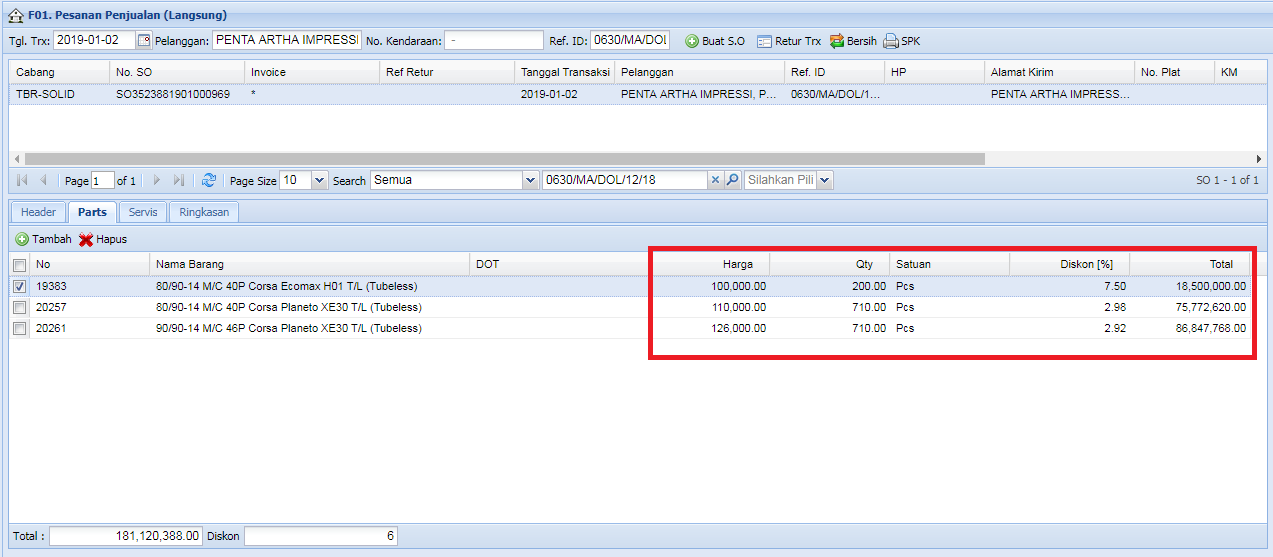 F01. Pesanan Penjualan (Langsung)
Tgl. Trx: 2019-01-02 Pelanggan: PENTA ARTHA IMPRESSI No. Kendaraan: - Ref. ID: 0630/MA/DOL Buat S.O Retur Trx Bersih SPK
Cabang No. SO Invoice Ref Retur Tanggal Transaksi Pelanggan Ref. ID HP Alamat Kirim No. Plat KM
TBR-SOLID SO3523881901000969 * 2019-01-02 PENTA ARTHA IMPRESSI, P... 0630/MA/DOL/1... PENTA ARTHA IMPRESS...
Page 1 of 1 Page Size 10 Search Semua 0630/MA/DOL/12/18 Silahkan Pili SO 1 - 1 of 1
Header Parts Servis Ringkasan
Tambah Hapus
No Nama Barang DOT Harga Qty Satuan Diskon [%] Total
19383 80/90-14 M/C 40P Corsa Ecomax H01 T/L (Tubeless) 100,000.00 200.00 Pcs 7.50 18,500,000.00
20257 80/90-14 M/C 40P Corsa Planeto XE30 T/L (Tubeless) 110,000.00 710.00 Pcs 2.98 75,772,620.00
20261 90/90-14 M/C 46P Corsa Planeto XE30 T/L (Tubeless) 126,000.00 710.00 Pcs 2.92 86,847,768.00
Total : 181,120,388.00 Diskon 6